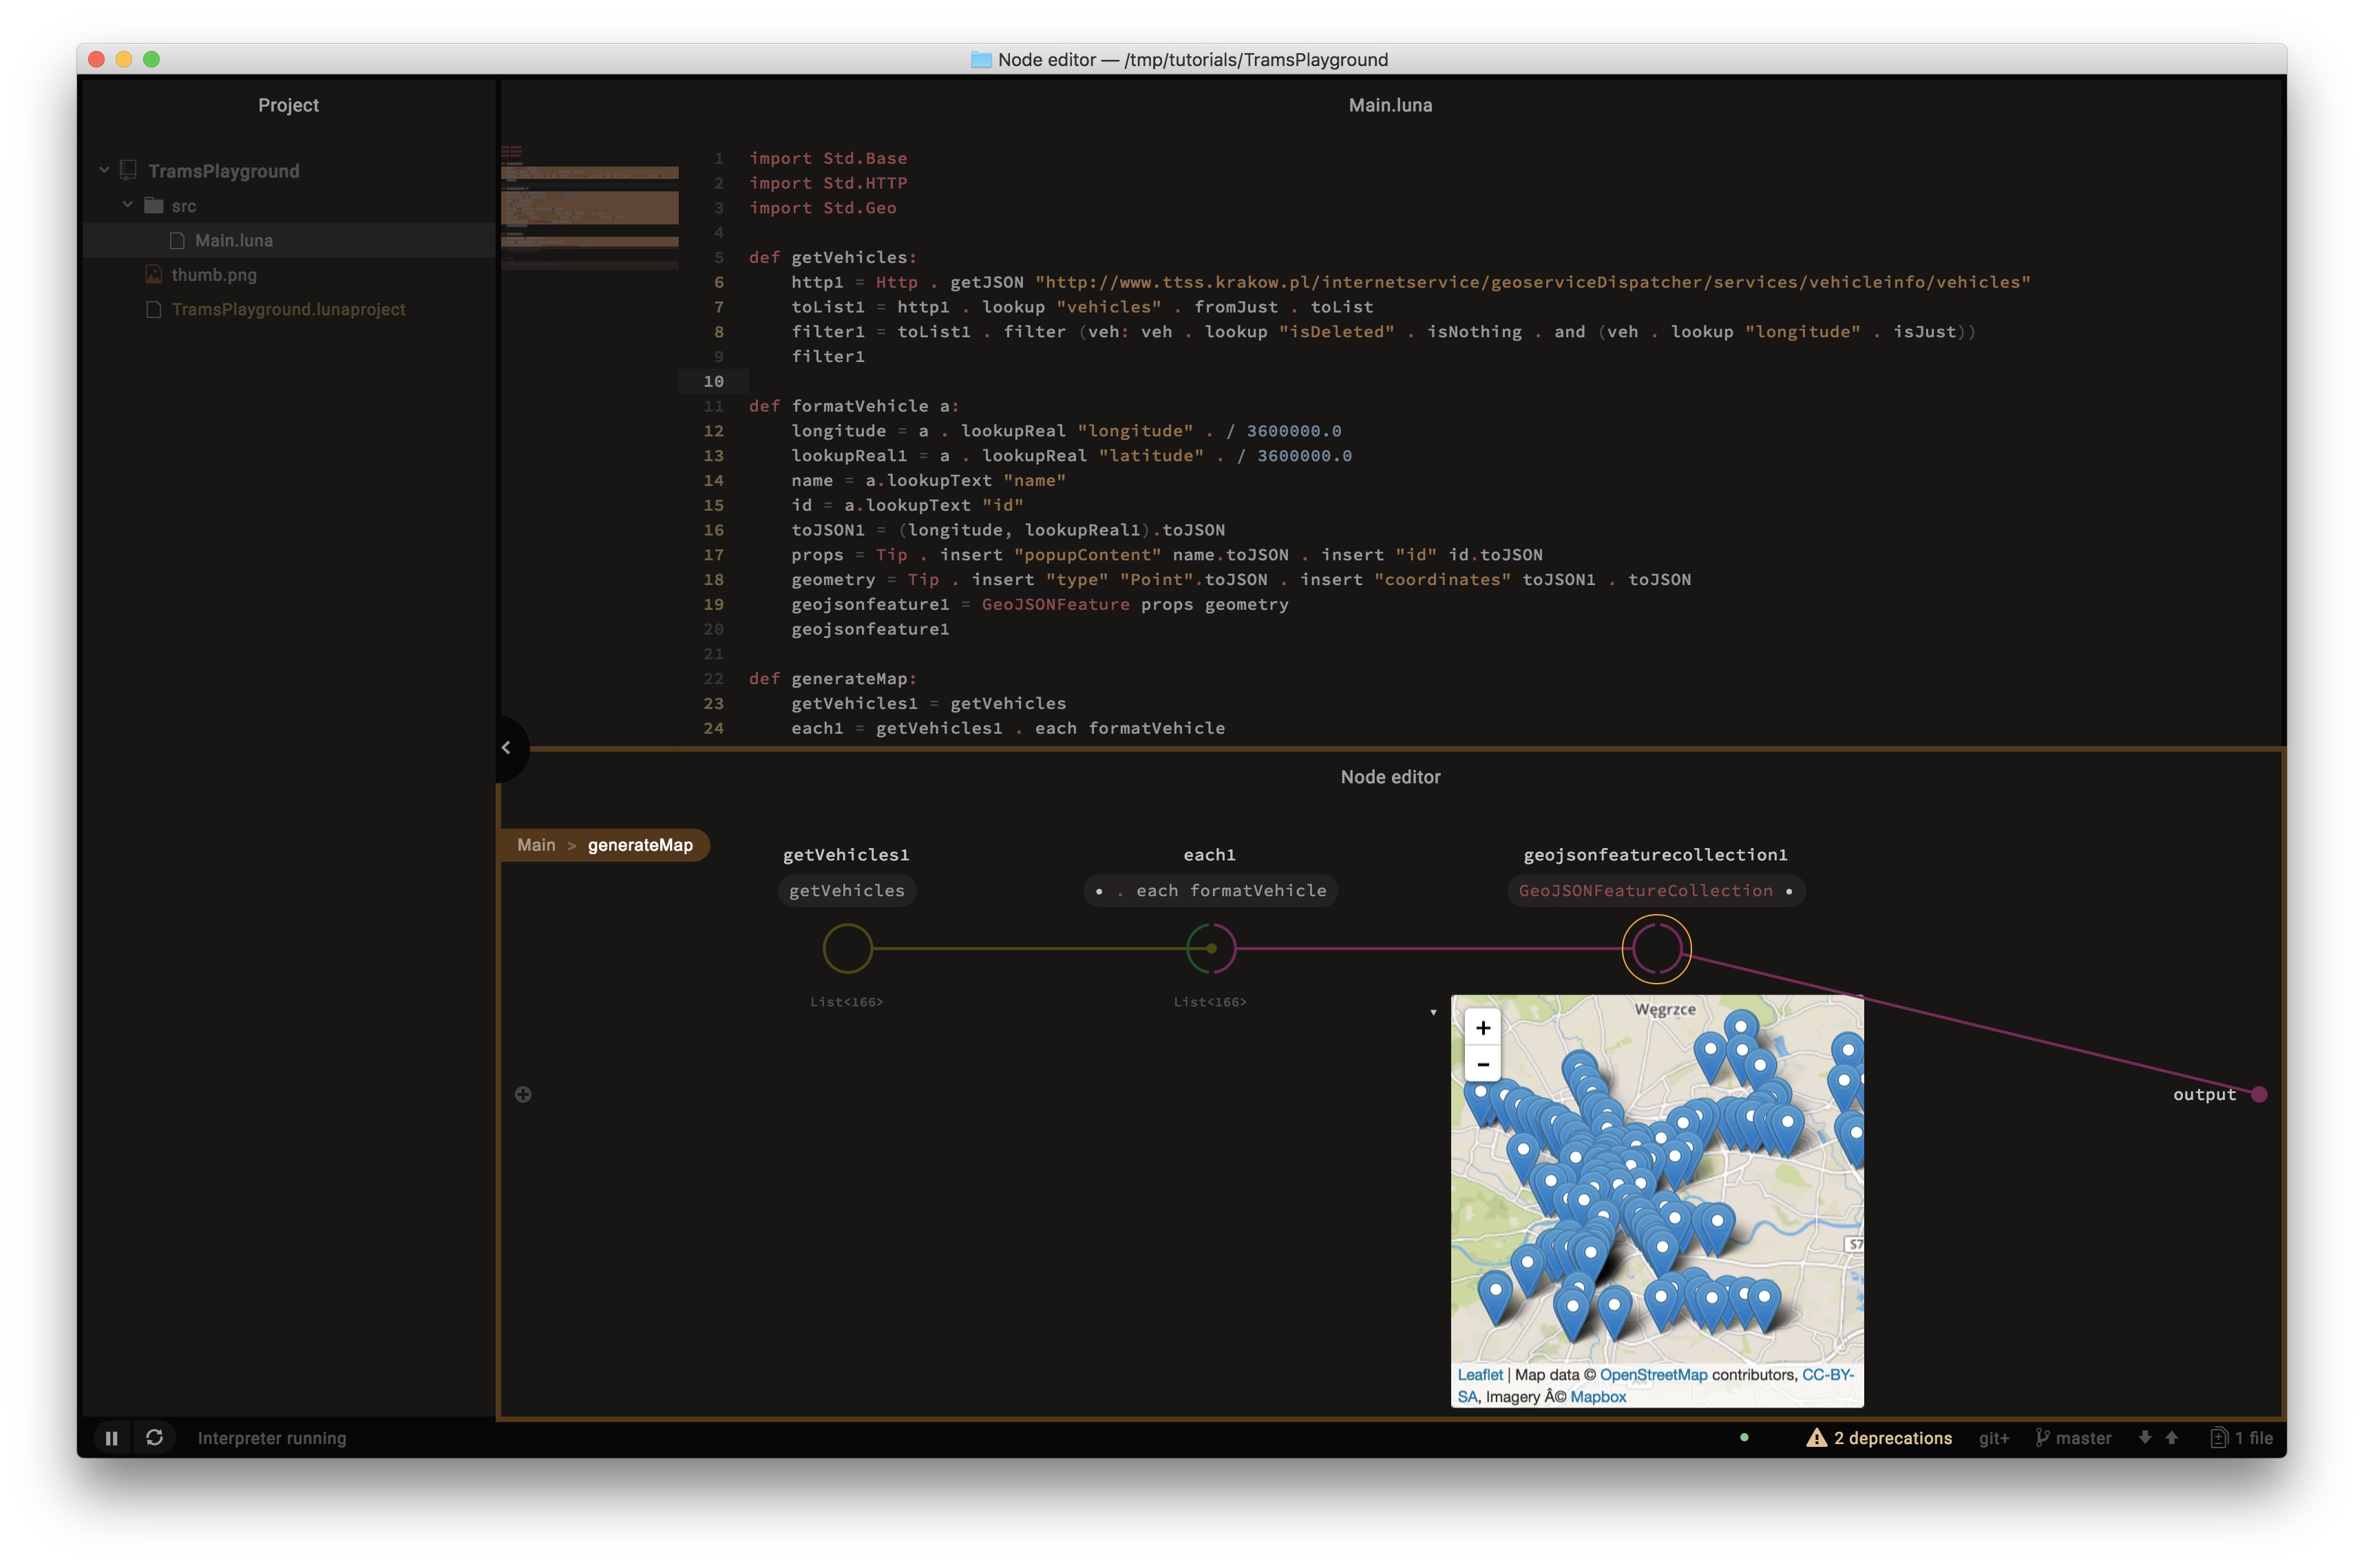 Node editor — /tmp/tutorials/TramsPlayground
Project
TramsPlayground
src
Main.luna
thumb.png
TramsPlayground.lunaproject
Main.luna
1 import Std.Base
2 import Std.HTTP
3 import Std.Geo
4
5 def getVehicles:
6 http1 = Http . getJSON "http://www.ttss.krakow.pl/internetservice/geoserviceDispatcher/services/vehicleinfo/vehicles"
7 toList1 = http1 . lookup "vehicles" . fromJust . toList
8 filter1 = toList1 . filter (veh: veh . lookup "isDeleted" . isNothing . and (veh . lookup "longitude" . isJust))
9 filter1
10
11 def formatVehicle a:
12 longitude = a . lookupReal "longitude" . / 3600000.0
13 lookupReal1 = a . lookupReal "latitude" . / 3600000.0
14 name = a.lookupText "name"
15 id = a.lookupText "id"
16 toJSON1 = (longitude, lookupReal1).toJSON
17 props = Tip . insert "popupContent" name.toJSON . insert "id" id.toJSON
18 geometry = Tip . insert "type" "Point".toJSON . insert "coordinates" toJSON1 . toJSON
19 geojsonfeature1 = GeoJSONFeature props geometry
20 geojsonfeature1
21
22 def generateMap:
23 getVehicles1 = getVehicles
24 each1 = getVehicles1 . each formatVehicle
Node editor
Main > generateMap
getVehicles1
getVehicles
List<166>
each1
• . each formatVehicle
List<166>
geojsonfeaturecollection1
GeoJSONFeatureCollection •
+
−
Węgrzce
S7
Leaflet | Map data © OpenStreetMap contributors, CC-BY-
SA, Imagery Â© Mapbox
output
Interpreter running
2 deprecations git+ master 1 file